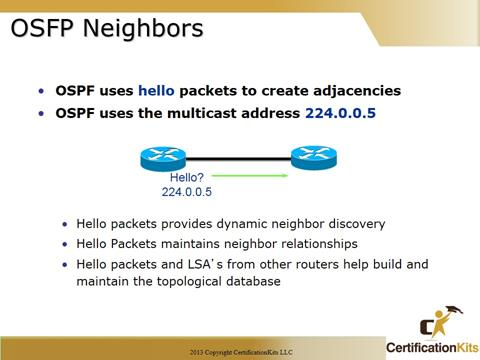 OSFP Neighbors
• OSPF uses hello packets to create adjacencies
• OSPF uses the multicast address 224.0.0.5
Hello?
224.0.0.5
• Hello packets provides dynamic neighbor discovery
• Hello Packets maintains neighbor relationships
• Hello packets and LSA's from other routers help build and
maintain the topological database
2013 Copyright CertificationKits LLC
CertificationKits